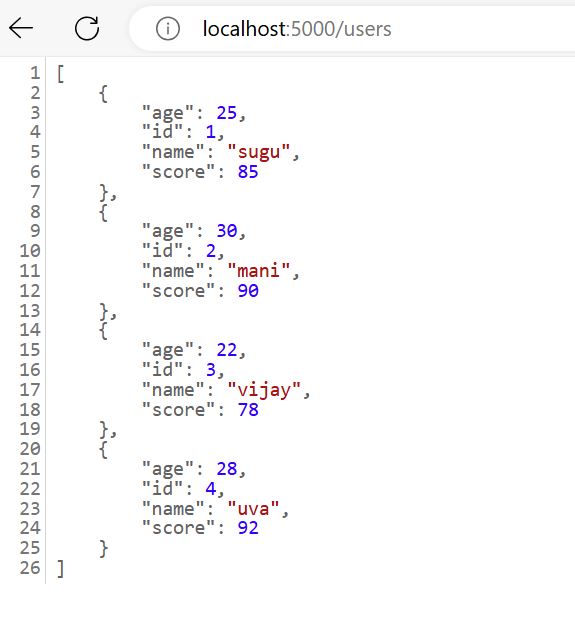 localhost:5000/users
1 [
2     {
3         "age": 25,
4         "id": 1,
5         "name": "sugu",
6         "score": 85
7     },
8     {
9         "age": 30,
10         "id": 2,
11         "name": "mani",
12         "score": 90
13     },
14     {
15         "age": 22,
16         "id": 3,
17         "name": "vijay",
18         "score": 78
19     },
20     {
21         "age": 28,
22         "id": 4,
23         "name": "uva",
24         "score": 92
25     }
26 ]